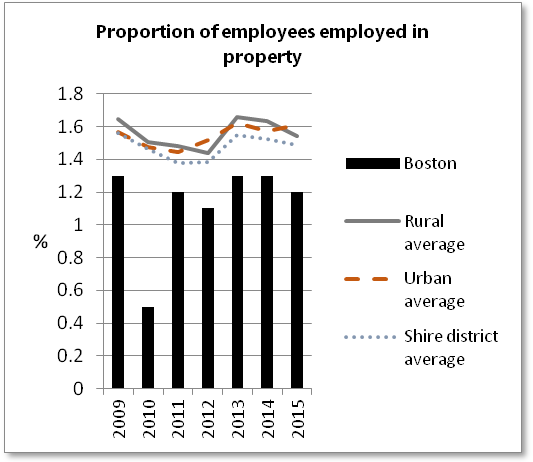 Proportion of employees employed in
property
1.8
1.6
1.4
1.2
1
0.8
0.6
0.4
0.2
0
%
2009
2010
2011
2012
2013
2014
2015
Boston
Rural
average
Urban
average
Shire district
average